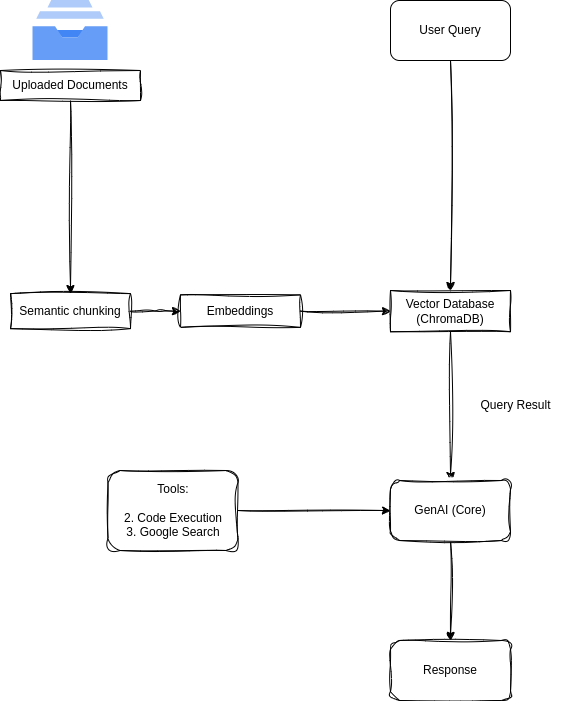 User Query
Uploaded Documents
Semantic chunking
Embeddings
Vector Database
(ChromaDB)
Query Result
Tools:
2. Code Execution
3. Google Search
GenAI (Core)
Response